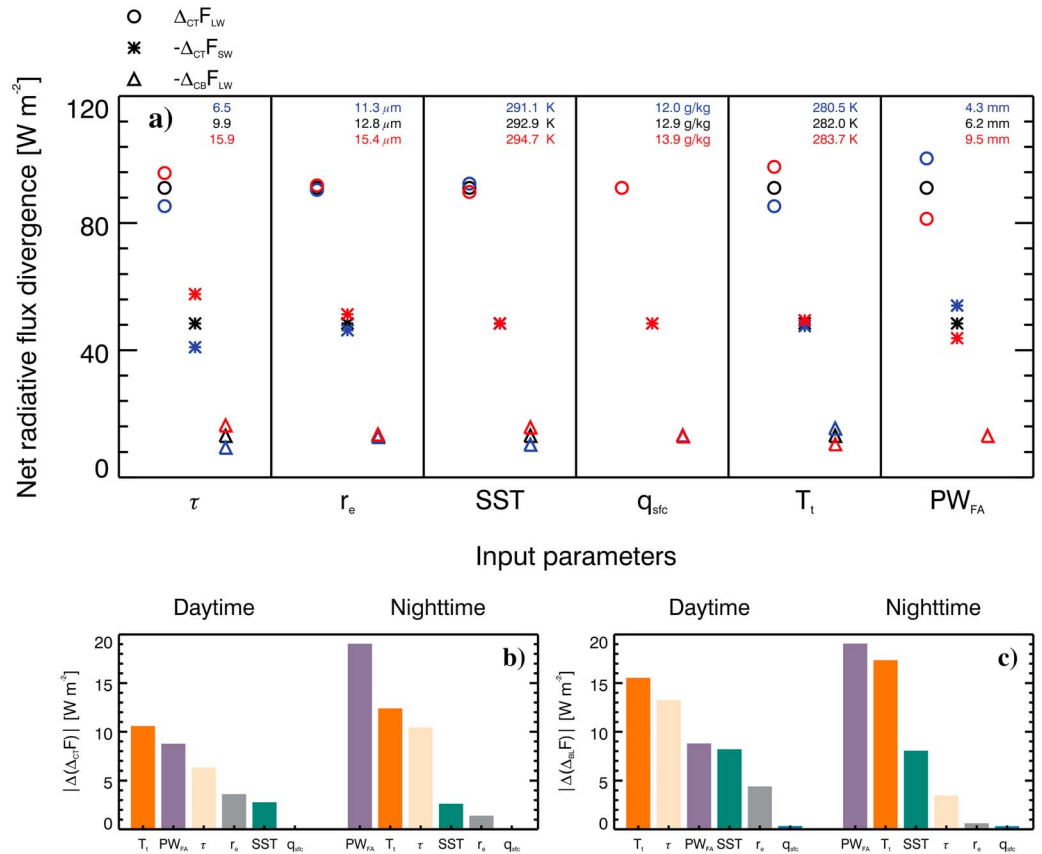 Δ_CT F_LW
-Δ_CT F_SW
-Δ_CB F_LW
Net radiative flux divergence [W m⁻²]
120
80
40
0
a)
6.5
9.9
15.9
11.3 μm
12.8 μm
15.4 μm
291.1 K
292.9 K
294.7 K
12.0 g/kg
12.9 g/kg
13.9 g/kg
280.5 K
282.0 K
283.7 K
4.3 mm
6.2 mm
9.5 mm
τ r_e SST q_sfc T_t PW_FA
Input parameters
Daytime Nighttime
b)
|Δ(Δ_CT F)| [W m⁻²]
20
15
10
5
0
T_t PW_FA τ r_e SST q_sfc PW_FA T_t τ SST r_e q_sfc
Daytime Nighttime
c)
|Δ(Δ_BL F)| [W m⁻²]
20
15
10
5
0
T_t τ PW_FA SST r_e q_sfc PW_FA T_t SST τ r_e q_sfc